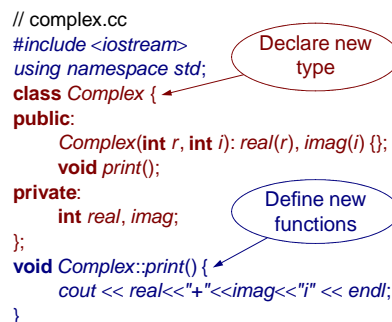 // complex.cc
#include <iostream>
using namespace std;
Declare new
type
class Complex {
public:
Complex(int r, int i): real(r), imag(i) {};
void print();
private:
int real, imag;
};
Define new
functions
void Complex::print() {
cout << real<<"+"<<imag<<"i" << endl;
}